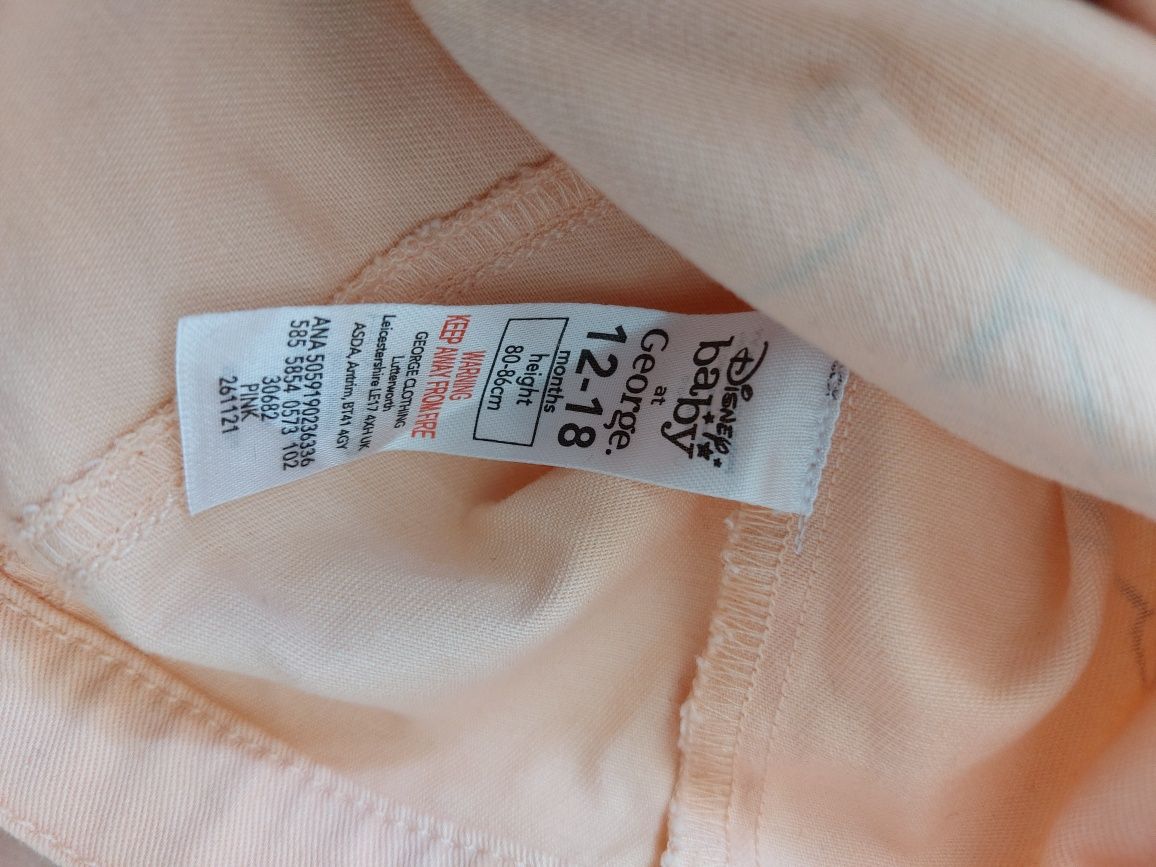 Disney
baby
at
George.
12-18
months
height
80-86cm
WARNING
KEEP AWAY FROM FIRE
GEORGE CLOTHING
Lutterworth
Leicestershire LE17 4XH UK
ASDA, Antrim, BT41 4GY
ANA 5059190236336
585 5854 0573 102
30682
PINK
261121